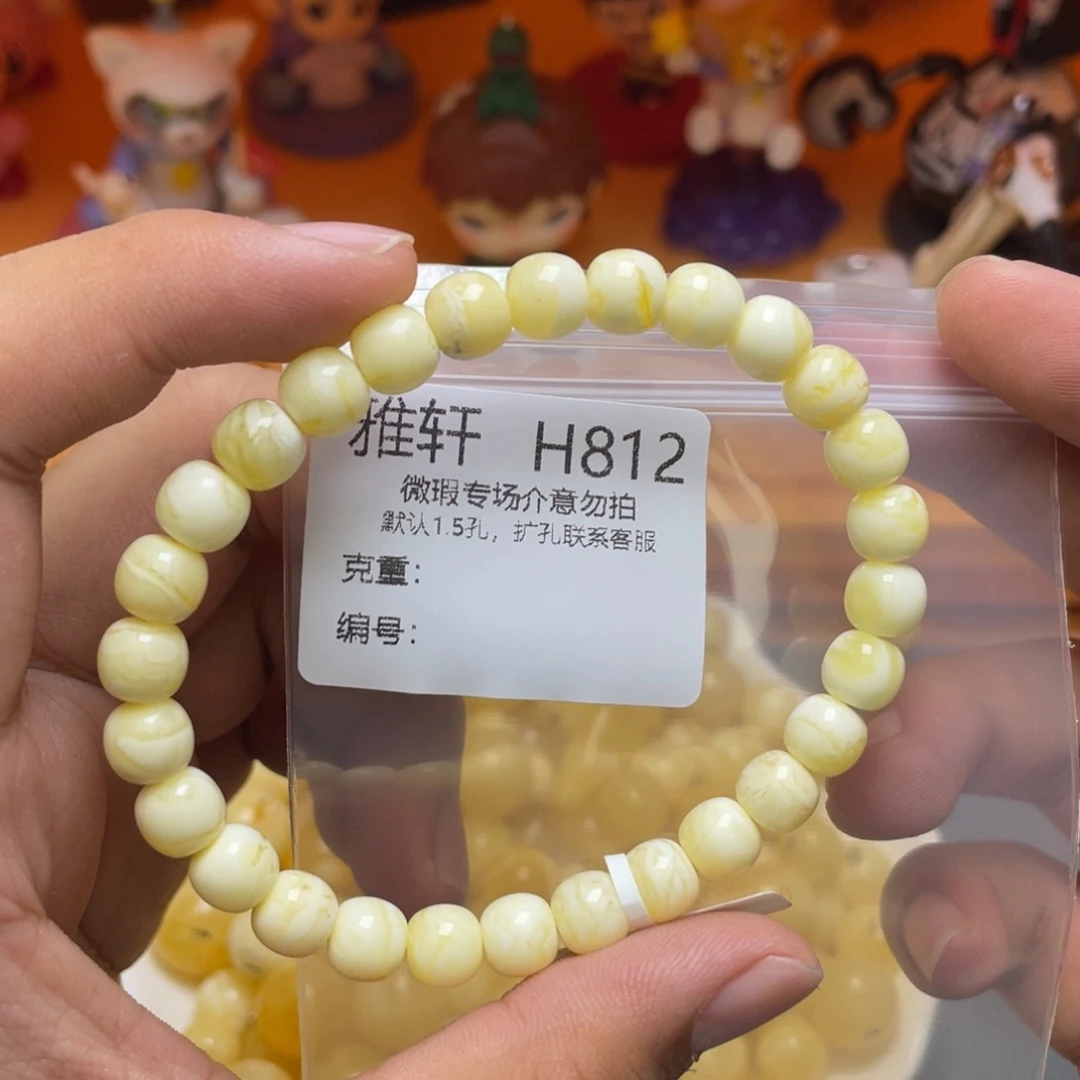 雅轩 H812
微瑕专场介意勿拍
默认1.5孔，扩孔联系客服
克重：
编号：